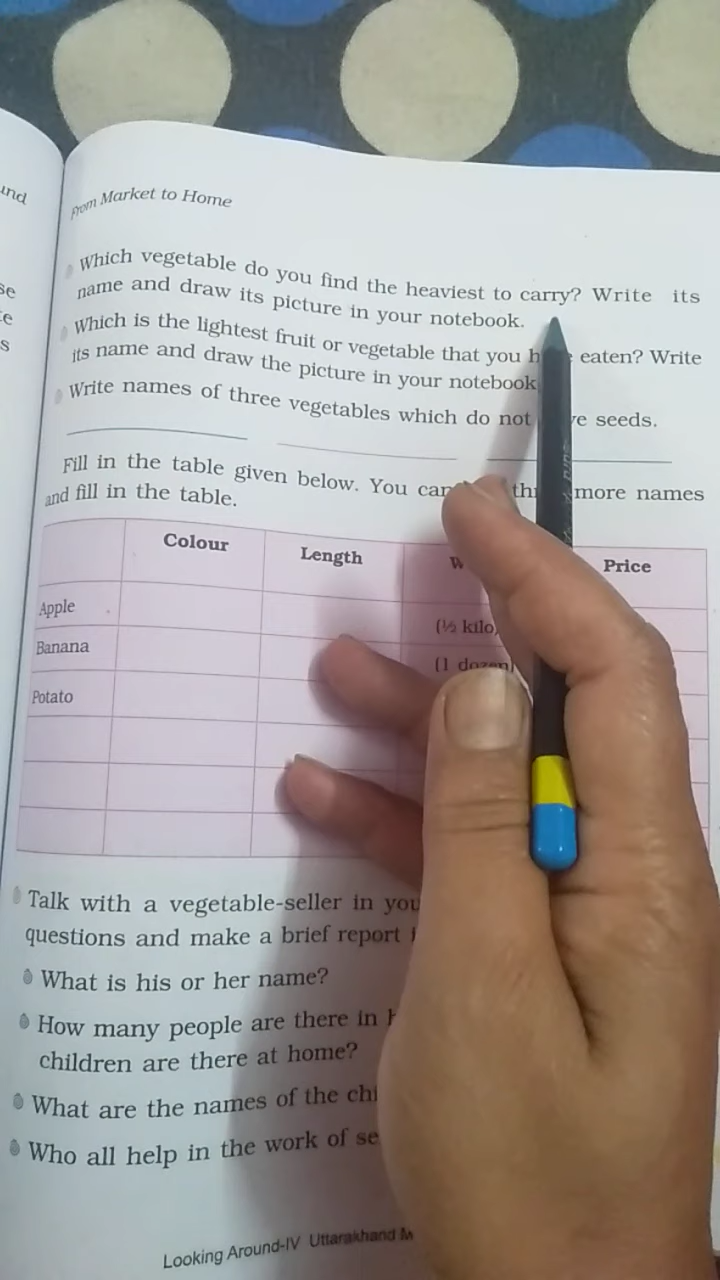 und
se
e
s
From Market to Home
Which vegetable do you find the heaviest to carry? Write its
name and draw its picture in your notebook.
Which is the lightest fruit or vegetable that you eaten? Write
its name and draw the picture in your notebook
Write names of three vegetables which do not seeds.
Fill in the table given below. You more names
and fill in the table.
Colour Length Price
Apple (½ kilo)
Banana (1 dozen)
Potato
Talk with a vegetable-seller in
questions and make a brief report
What is his or her name?
How many people are there in
children are there at home?
What are the names of the
Who all help in the work of
Looking Around-IV Uttarakhand